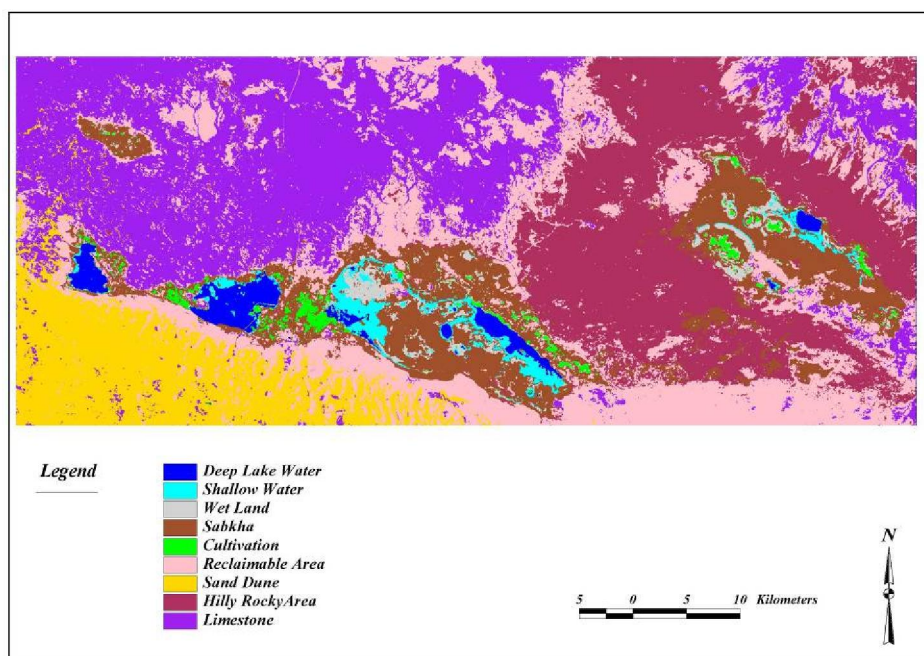 Legend
Deep Lake Water
Shallow Water
Wet Land
Sabkha
Cultivation
Reclaimable Area
Sand Dune
Hilly RockyArea
Limestone
5 0 5 10 Kilometers
N